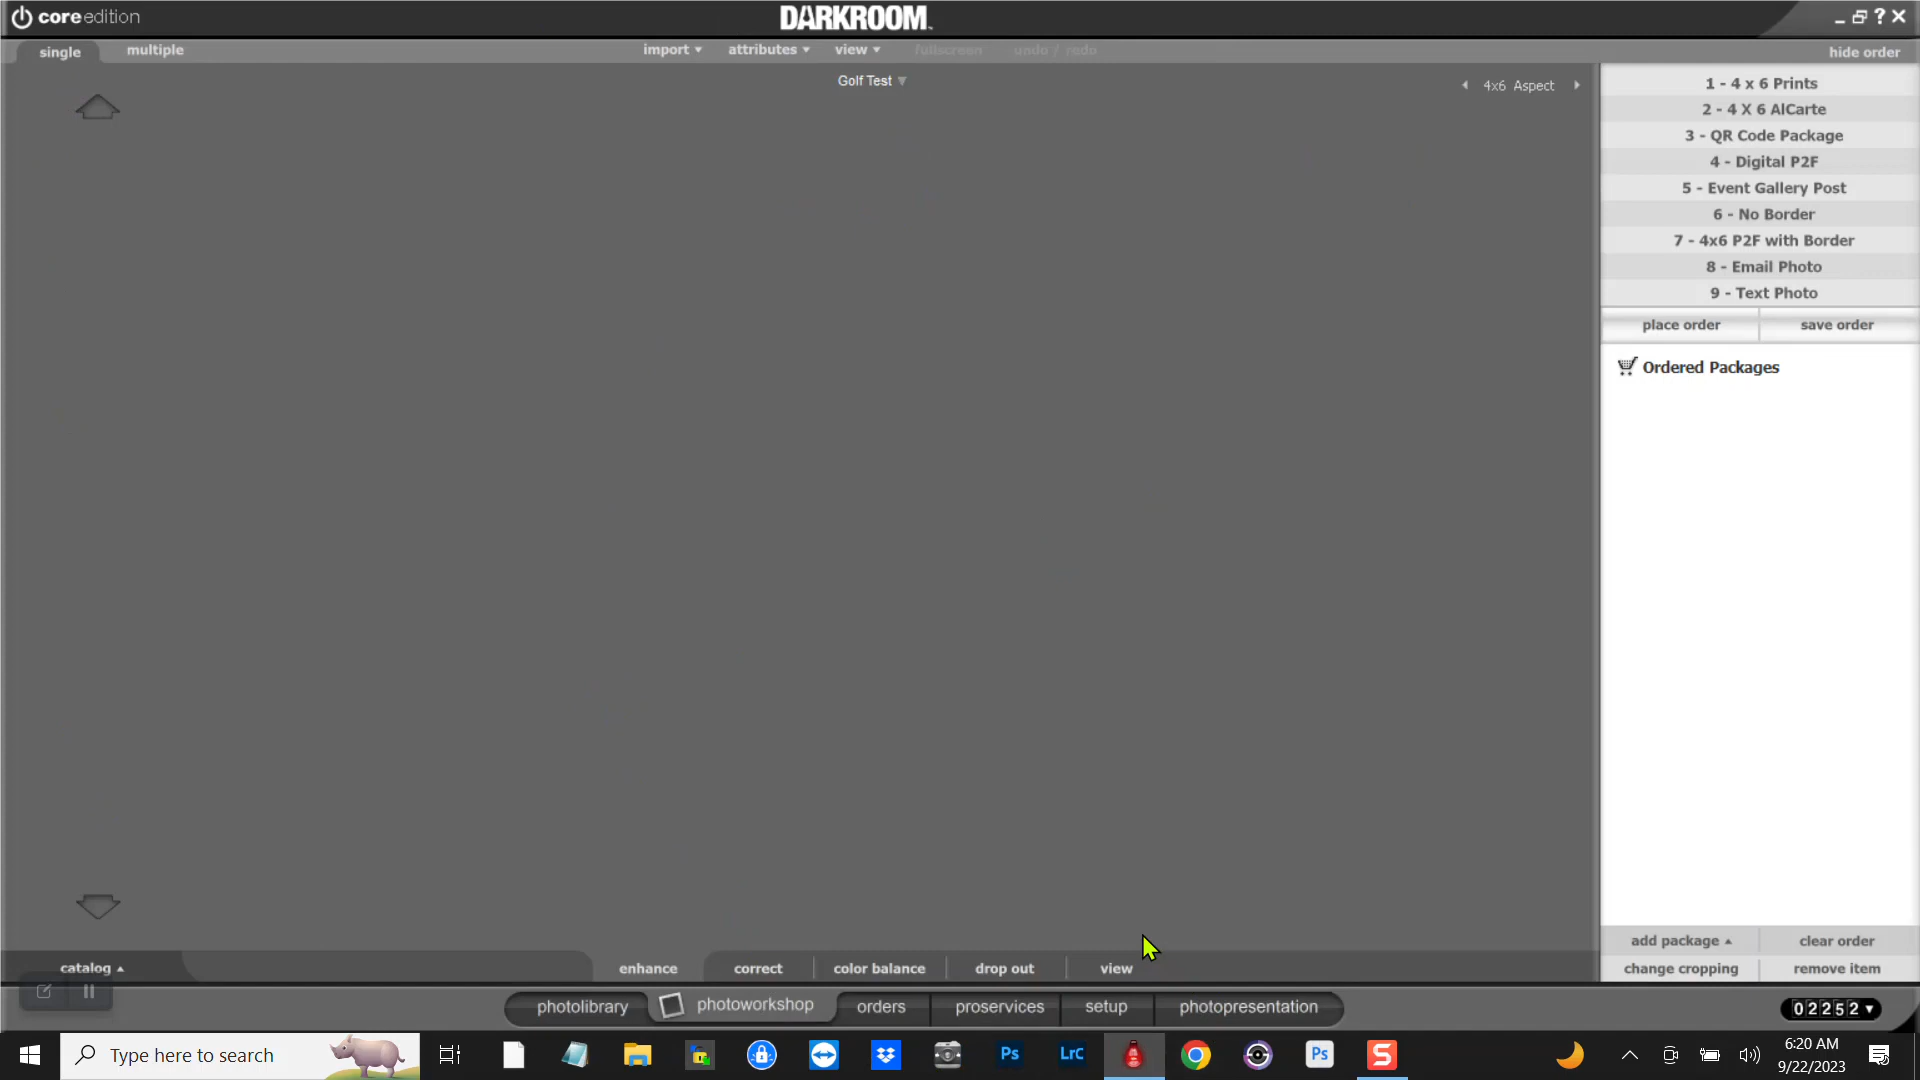 coreedition
DARKROOM
single multiple import attributes view fullscreen undo / redo hide order
Golf Test 4x6 Aspect
1 - 4 x 6 Prints
2 - 4 X 6 AlCarte
3 - QR Code Package
4 - Digital P2F
5 - Event Gallery Post
6 - No Border
7 - 4x6 P2F with Border
8 - Email Photo
9 - Text Photo
place order save order
Ordered Packages
add package clear order
change cropping remove item
catalog enhance correct color balance drop out view
photolibrary photoworkshop orders proservices setup photopresentation 02252
Type here to search
Ps LrC Ps S
6:20 AM
9/22/2023